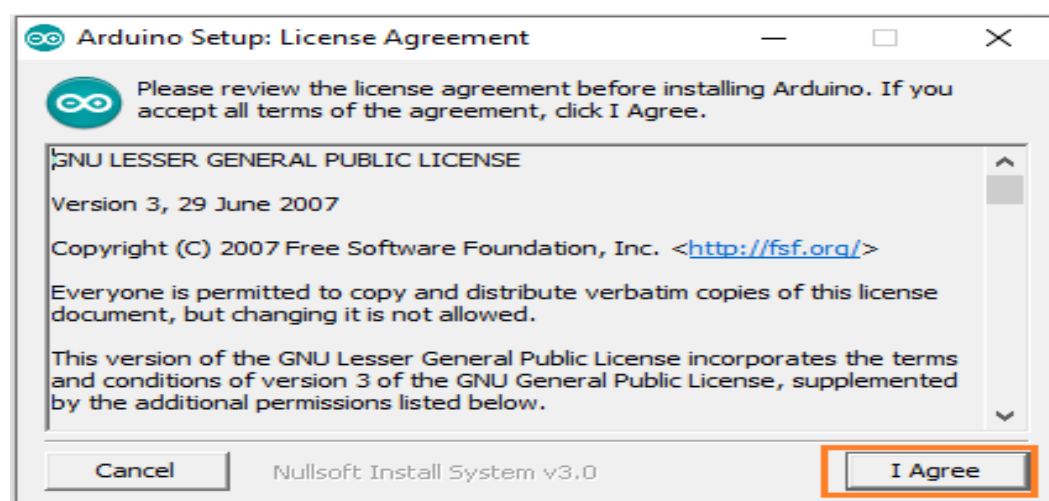 Arduino Setup: License Agreement
Please review the license agreement before installing Arduino. If you
accept all terms of the agreement, click I Agree.
GNU LESSER GENERAL PUBLIC LICENSE
Version 3, 29 June 2007
Copyright (C) 2007 Free Software Foundation, Inc. <http://fsf.org/>
Everyone is permitted to copy and distribute verbatim copies of this license
document, but changing it is not allowed.
This version of the GNU Lesser General Public License incorporates the terms
and conditions of version 3 of the GNU General Public License, supplemented
by the additional permissions listed below.
Cancel Nullsoft Install System v3.0 I Agree